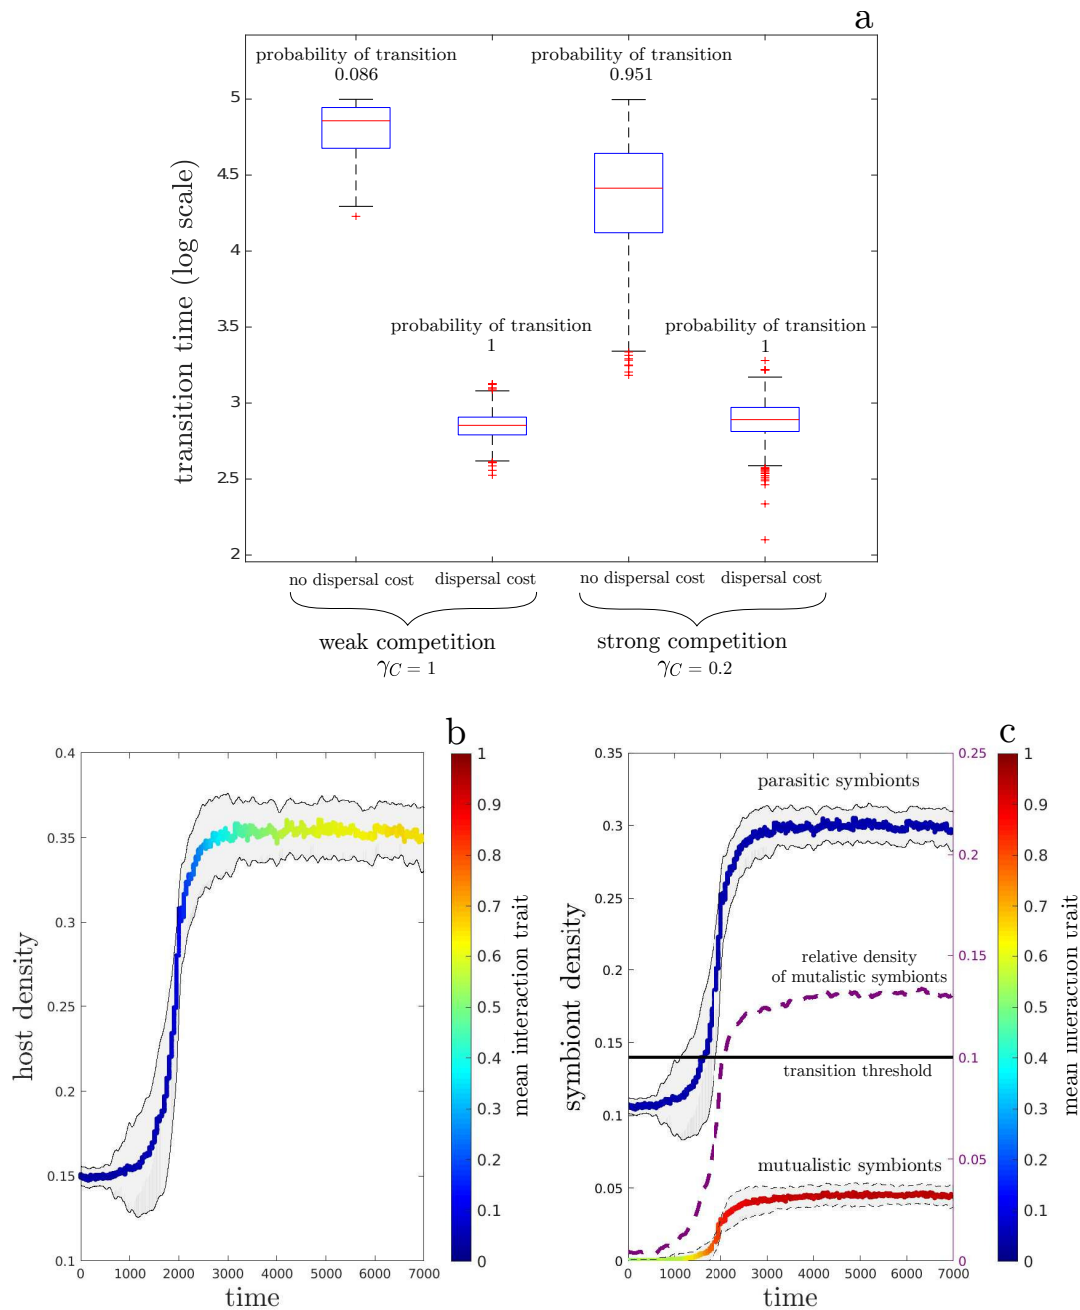 a
probability of transition
0.086
probability of transition
0.951
probability of transition
1
probability of transition
1
transition time (log scale)
5
4.5
4
3.5
3
2.5
2
no dispersal cost
dispersal cost
no dispersal cost
dispersal cost
weak competition
γC = 1
strong competition
γC = 0.2
b
host density
0.4
0.35
0.3
0.25
0.2
0.15
0.1
0 1000 2000 3000 4000 5000 6000 7000
time
1
0.9
0.8
0.7
0.6
0.5
0.4
0.3
0.2
0.1
0
mean interaction trait
c
symbiont density
0.35
0.3
0.25
0.2
0.15
0.1
0.05
0
parasitic symbionts
relative density
of mutalistic symbionts
transition threshold
mutualistic symbionts
0 1000 2000 3000 4000 5000 6000 7000
time
0.25
0.2
0.15
0.1
0.05
0
1
0.9
0.8
0.7
0.6
0.5
0.4
0.3
0.2
0.1
0
mean interaction trait